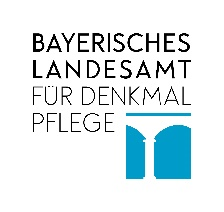 BAYERISCHES
LANDESAMT
FÜR DENKMAL
PFLEGE